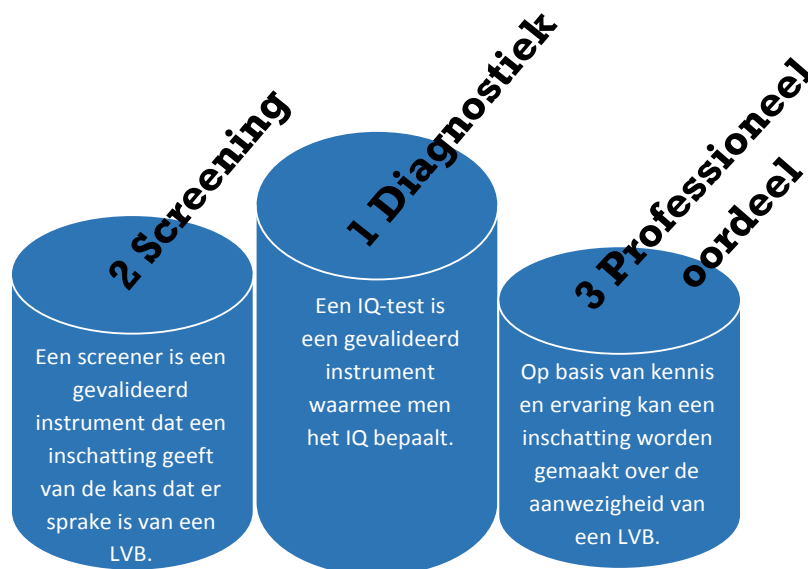 2 Screening
Een screener is een
gevalideerd
instrument dat een
inschatting geeft
van de kans dat er
sprake is van een
LVB.
1 Diagnostiek
Een IQ-test is
een gevalideerd
instrument
waarmee men
het IQ bepaalt.
3 Professioneel
oordeel
Op basis van kennis
en ervaring kan een
inschatting worden
gemaakt over de
aanwezigheid van
een LVB.